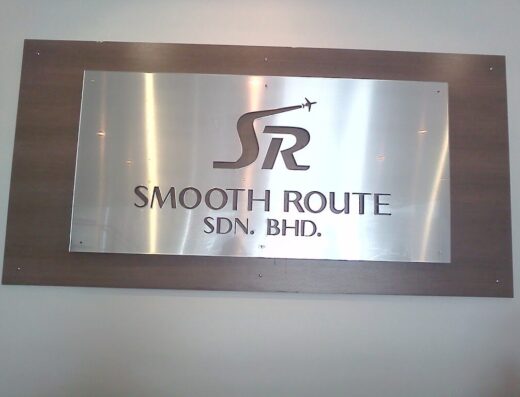 SR
SMOOTH ROUTE
SDN. BHD.